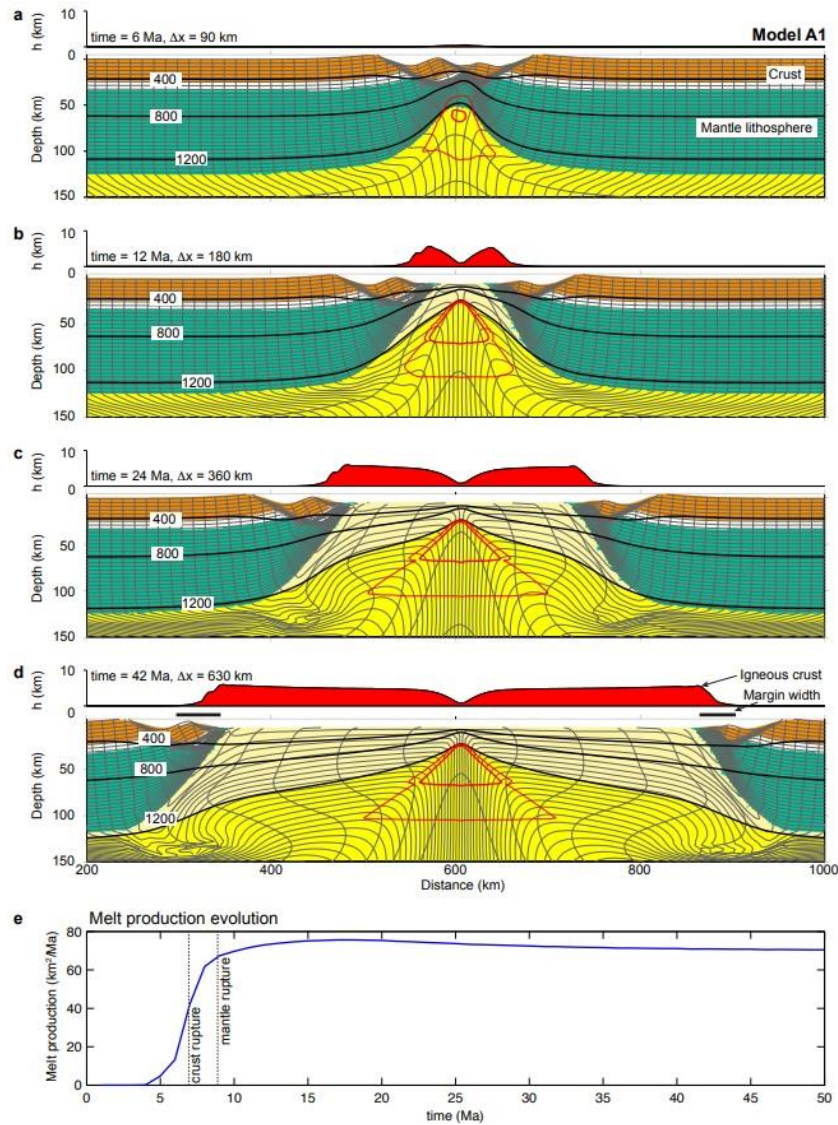 a
h (km)
10
0
time = 6 Ma, Δx = 90 km
Model A1
Depth (km)
0
50
100
150
400
800
1200
Crust
Mantle lithosphere
b
h (km)
10
0
time = 12 Ma, Δx = 180 km
Depth (km)
0
50
100
150
400
800
1200
c
h (km)
10
0
time = 24 Ma, Δx = 360 km
Depth (km)
0
50
100
150
400
800
1200
d
h (km)
10
0
time = 42 Ma, Δx = 630 km
Igneous crust
Margin width
Depth (km)
0
50
100
150
400
800
1200
200 400 600 800 1000
Distance (km)
e Melt production evolution
Melt production (km²/Ma)
80
60
40
20
0
crust rupture
mantle rupture
0 5 10 15 20 25 30 35 40 45 50
time (Ma)